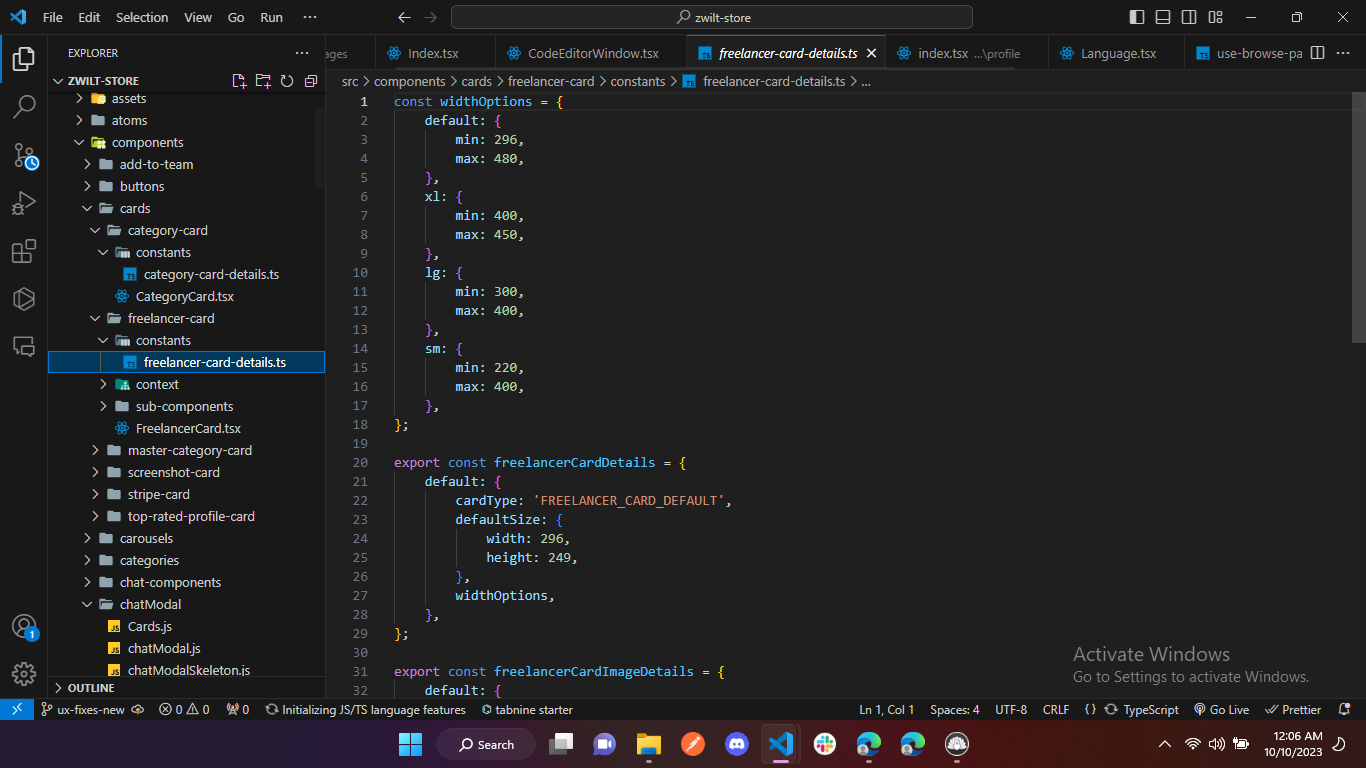 File Edit Selection View Go Run ··· zwilt-store
EXPLORER ···
ages Index.tsx CodeEditorWindow.tsx freelancer-card-details.ts index.tsx ...\profile Language.tsx use-browse-pa ···
ZWILT-STORE
src > components > cards > freelancer-card > constants > TS freelancer-card-details.ts > ...
assets
atoms
components
add-to-team
buttons
cards
category-card
constants
TS category-card-details.ts
CategoryCard.tsx
freelancer-card
constants
TS freelancer-card-details.ts
context
sub-components
FreelancerCard.tsx
master-category-card
screenshot-card
stripe-card
top-rated-profile-card
carousels
categories
chat-components
chatModal
JS Cards.js
JS chatModal.js
JS chatModalSkeleton.js
OUTLINE
1 const widthOptions = {
2 default: {
3 min: 296,
4 max: 480,
5 },
6 xl: {
7 min: 400,
8 max: 450,
9 },
10 lg: {
11 min: 300,
12 max: 400,
13 },
14 sm: {
15 min: 220,
16 max: 400,
17 },
18 };
19
20 export const freelancerCardDetails = {
21 default: {
22 cardType: 'FREELANCER_CARD_DEFAULT',
23 defaultSize: {
24 width: 296,
25 height: 249,
26 },
27 widthOptions,
28 },
29 };
30
31 export const freelancerCardImageDetails = {
32 default: {
Activate Windows
Go to Settings to activate Windows.
1
ux-fixes-new 0 0 0 Initializing JS/TS language features tabnine starter Ln 1, Col 1 Spaces: 4 UTF-8 CRLF {} TypeScript Go Live Prettier
Search
12:06 AM
10/10/2023